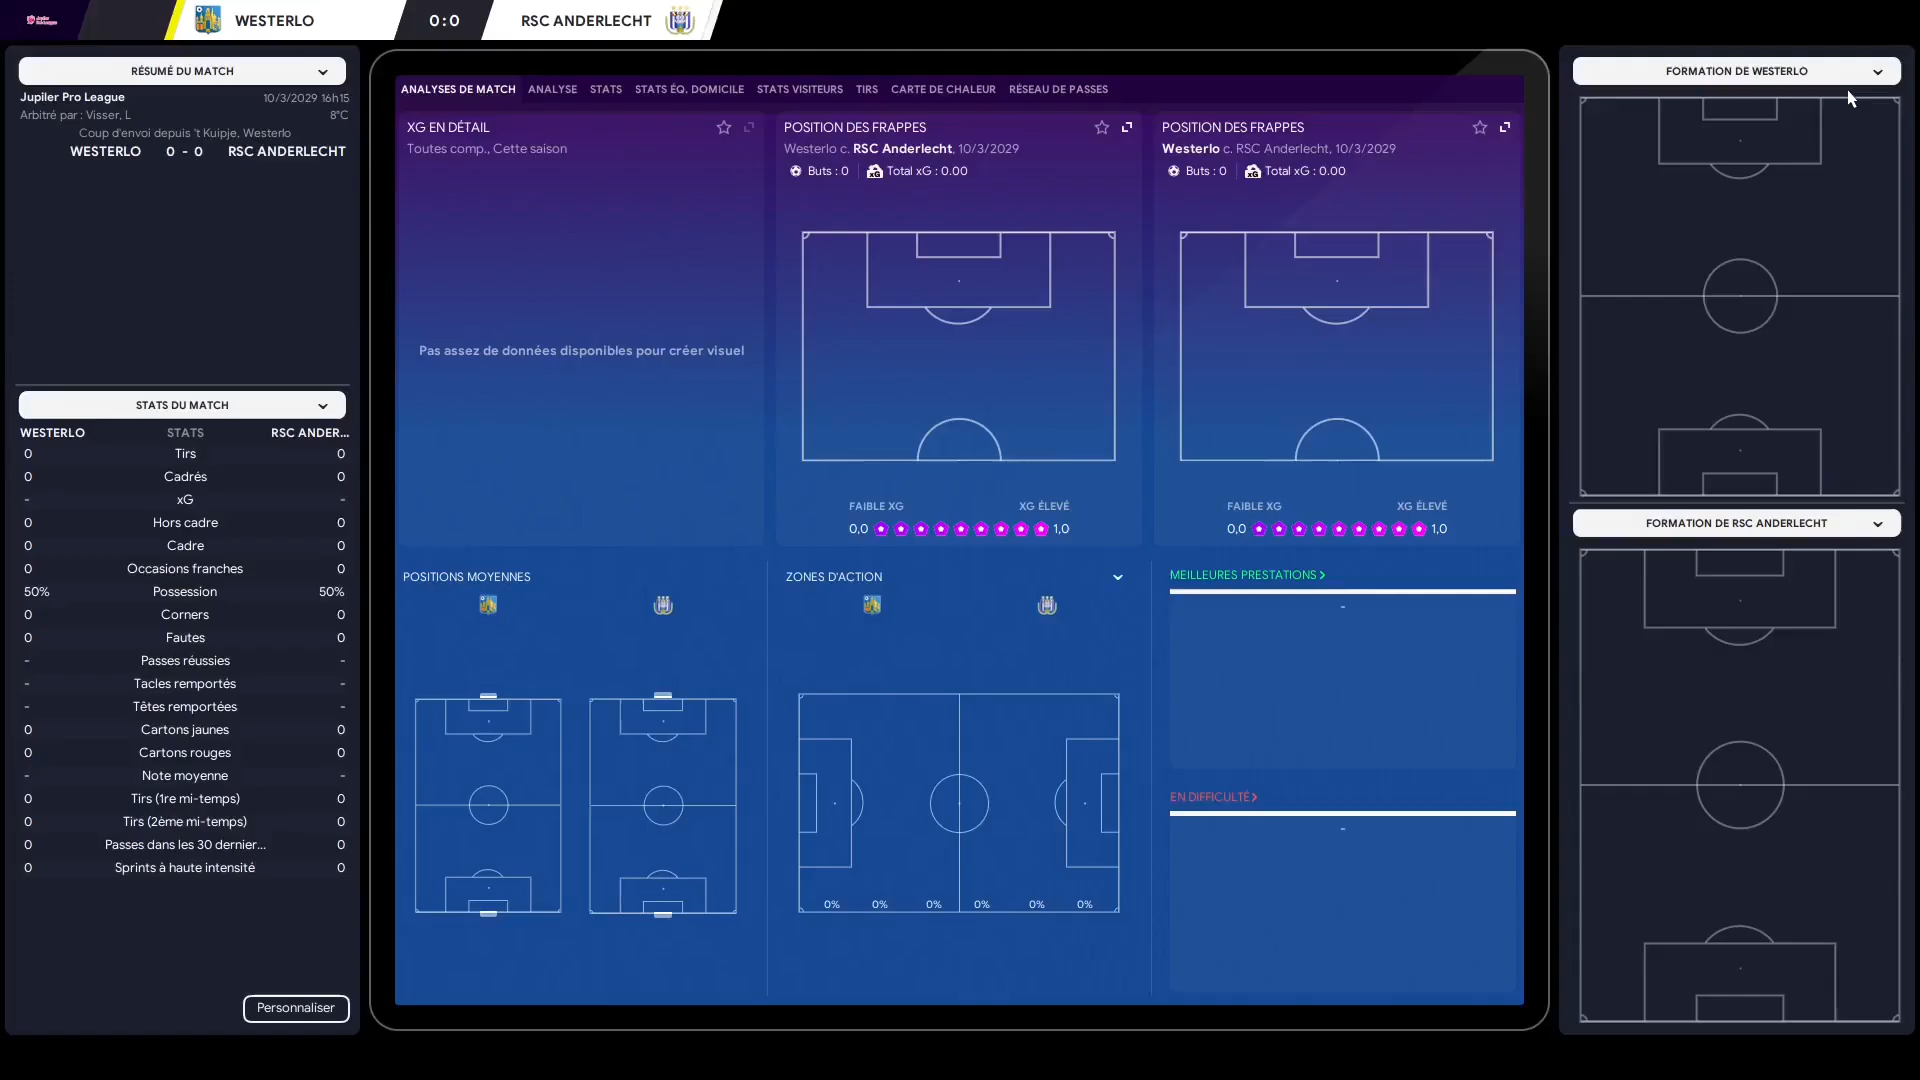 WESTERLO
0 : 0
RSC ANDERLECHT
RÉSUMÉ DU MATCH
Jupiler Pro League
10/3/2029 16h15
Arbitré par : Visser, L
8°C
Coup d'envoi depuis 't Kuipje, Westerlo
WESTERLO 0 - 0 RSC ANDERLECHT
STATS DU MATCH
WESTERLO STATS RSC ANDER...
0 Tirs 0
0 Cadrés 0
- xG -
0 Hors cadre 0
0 Cadre 0
0 Occasions franches 0
50% Possession 50%
0 Corners 0
0 Fautes 0
- Passes réussies -
- Tacles remportés -
- Têtes remportées -
0 Cartons jaunes 0
0 Cartons rouges 0
- Note moyenne -
0 Tirs (1re mi-temps) 0
0 Tirs (2ème mi-temps) 0
0 Passes dans les 30 dernier... 0
0 Sprints à haute intensité 0
Personnaliser
ANALYSES DE MATCH ANALYSE STATS STATS ÉQ. DOMICILE STATS VISITEURS TIRS CARTE DE CHALEUR RÉSEAU DE PASSES
XG EN DÉTAIL
Toutes comp., Cette saison
Pas assez de données disponibles pour créer visuel
POSITION DES FRAPPES
Westerlo c. RSC Anderlecht, 10/3/2029
Buts : 0 xG Total xG : 0.00
FAIBLE XG XG ÉLEVÉ
0,0 1,0
POSITION DES FRAPPES
Westerlo c. RSC Anderlecht, 10/3/2029
Buts : 0 xG Total xG : 0.00
FAIBLE XG XG ÉLEVÉ
0,0 1,0
POSITIONS MOYENNES
ZONES D'ACTION
0% 0% 0% 0% 0% 0%
MEILLEURES PRESTATIONS >
-
EN DIFFICULTÉ >
-
FORMATION DE WESTERLO
FORMATION DE RSC ANDERLECHT